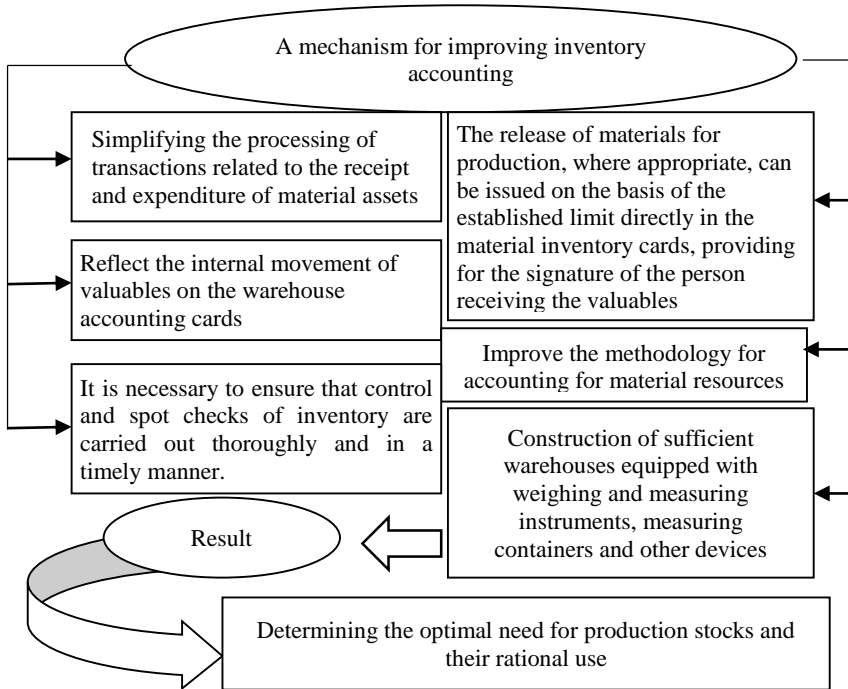 A mechanism for improving inventory
accounting
Simplifying the processing of
transactions related to the receipt
and expenditure of material assets
Reflect the internal movement of
valuables on the warehouse
accounting cards
It is necessary to ensure that control
and spot checks of inventory are
carried out thoroughly and in a
timely manner.
The release of materials for
production, where appropriate, can
be issued on the basis of the
established limit directly in the
material inventory cards, providing
for the signature of the person
receiving the valuables
Improve the methodology for
accounting for material resources
Construction of sufficient
warehouses equipped with
weighing and measuring
instruments, measuring
containers and other devices
Result
Determining the optimal need for production stocks and
their rational use